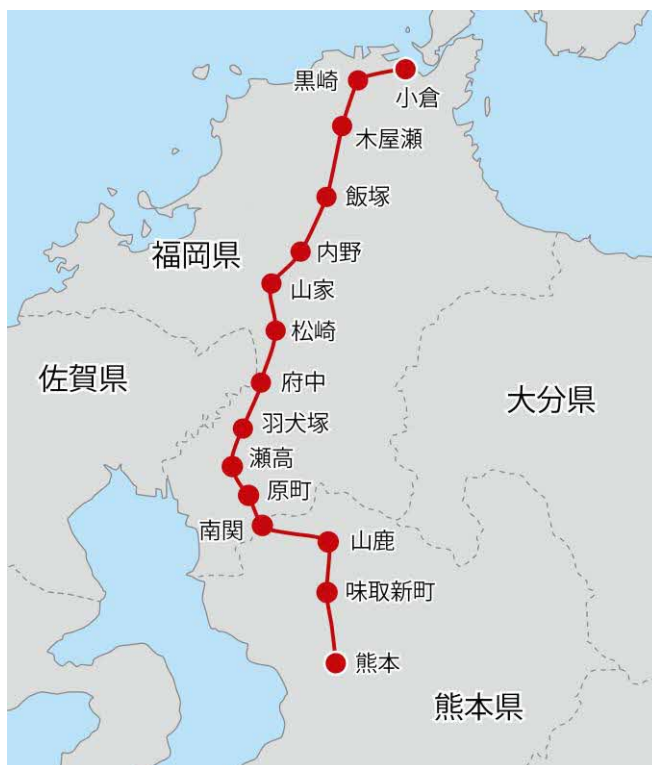 黒崎
小倉
木屋瀬
飯塚
内野
福岡県
山家
松崎
佐賀県
府中
大分県
羽犬塚
瀬高
原町
南関
山鹿
味取新町
熊本
熊本県